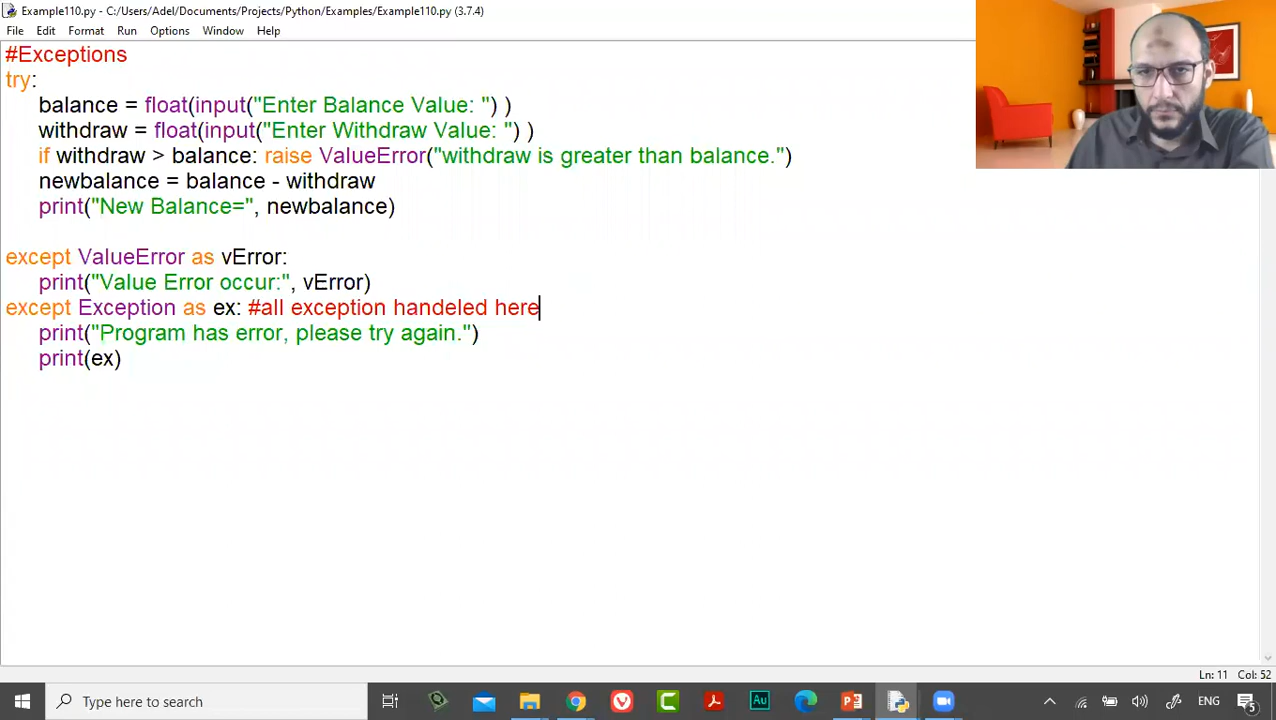 Example110.py - C:/Users/Adel/Documents/Projects/Python/Examples/Example110.py (3.7.4)
File Edit Format Run Options Window Help
#Exceptions
try:
balance = float(input("Enter Balance Value: ") )
withdraw = float(input("Enter Withdraw Value: ") )
if withdraw > balance: raise ValueError("withdraw is greater than balance.")
newbalance = balance - withdraw
print("New Balance=", newbalance)
except ValueError as vError:
print("Value Error occur:", vError)
except Exception as ex: #all exception handeled here
print("Program has error, please try again.")
print(ex)
Ln: 11 Col: 52
Type here to search
ENG
5